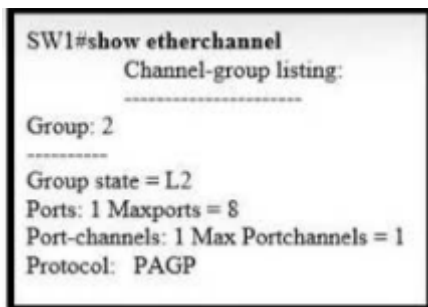 SW1#show etherchannel
Channel-group listing:
----------------------
Group: 2
----------
Group state = L2
Ports: 1 Maxports = 8
Port-channels: 1 Max Portchannels = 1
Protocol: PAGP